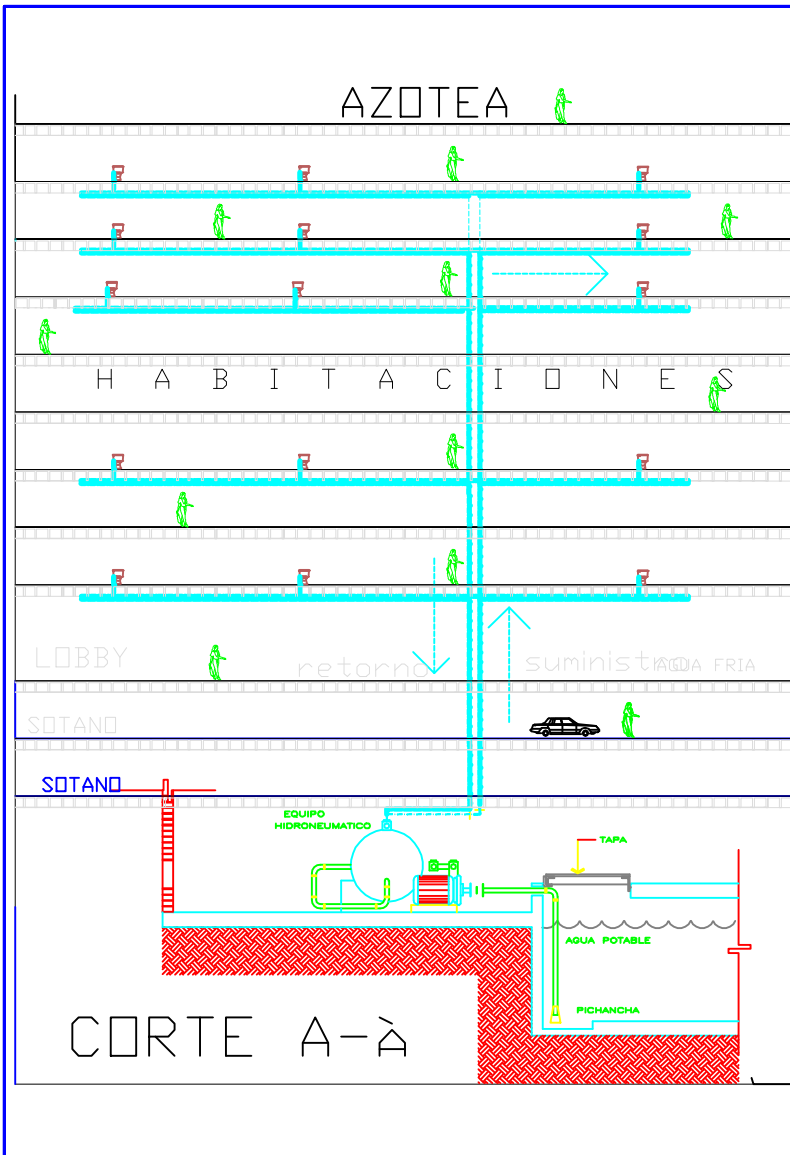 AZOTEA
H A B I T A C I O N E S
LOBBY
retorno
suministro
AGUA FRIA
SOTANO
SOTANO
EQUIPO
HIDRONEUMATICO
TAPA
AGUA POTABLE
PICHANCHA
CORTE A-À